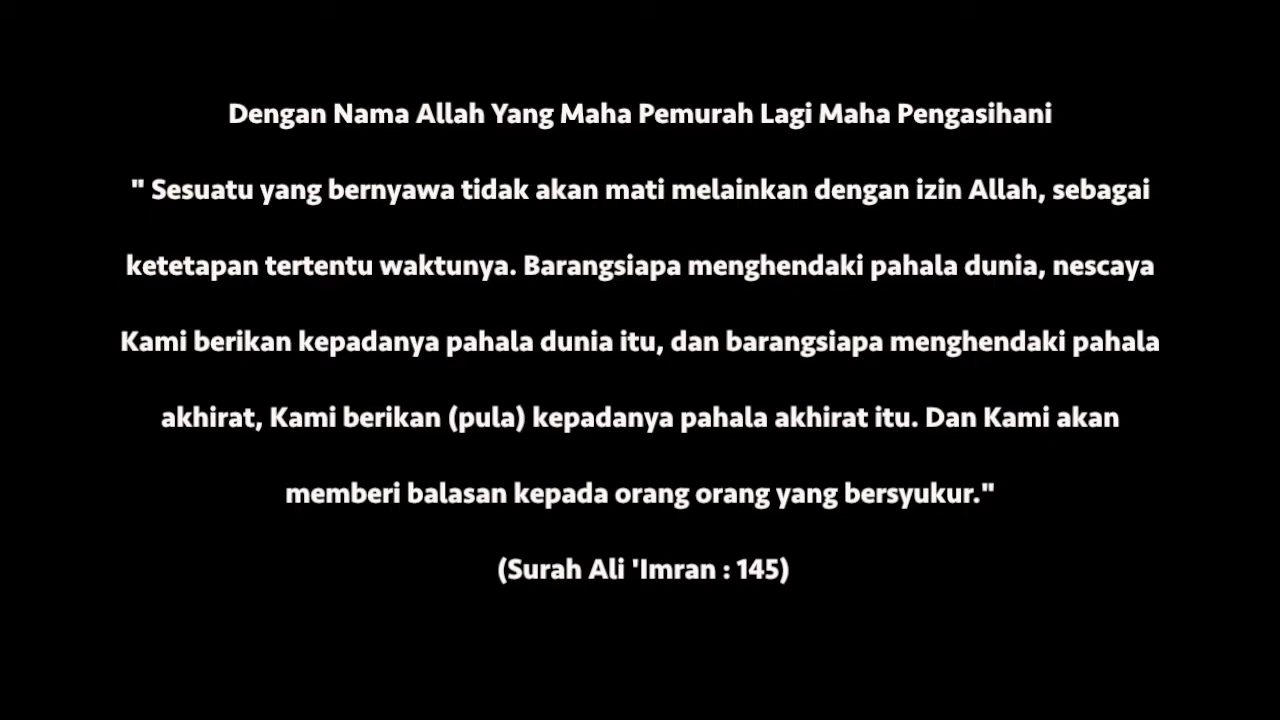 Dengan Nama Allah Yang Maha Pemurah Lagi Maha Pengasihani
" Sesuatu yang bernyawa tidak akan mati melainkan dengan izin Allah, sebagai
ketetapan tertentu waktunya. Barangsiapa menghendaki pahala dunia, nescaya
Kami berikan kepadanya pahala dunia itu, dan barangsiapa menghendaki pahala
akhirat, Kami berikan (pula) kepadanya pahala akhirat itu. Dan Kami akan
memberi balasan kepada orang orang yang bersyukur."
(Surah Ali 'Imran : 145)